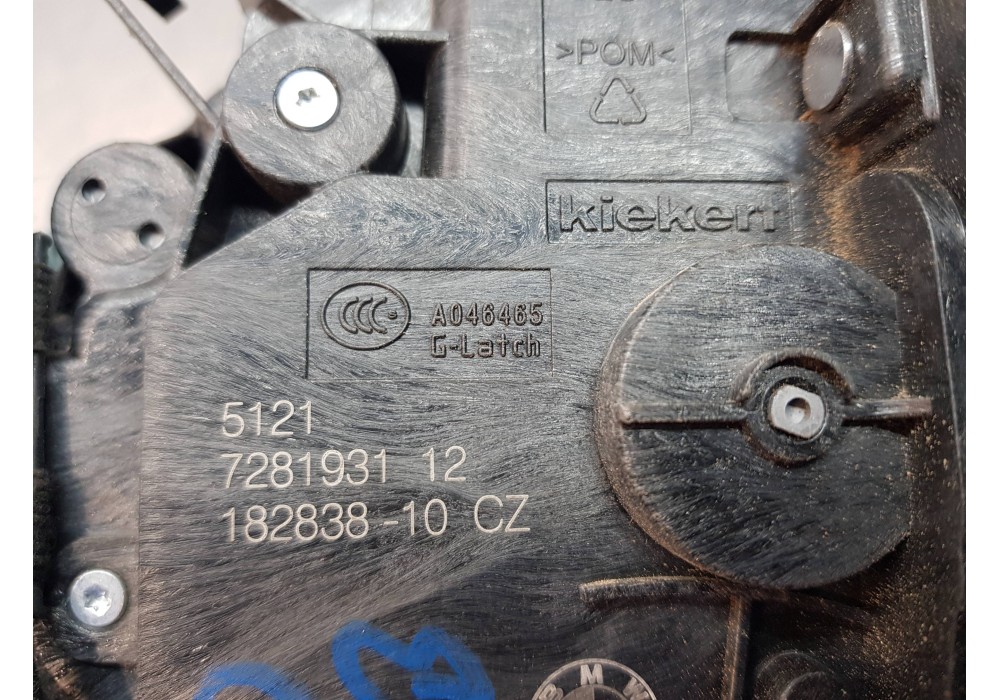 >POM<
kiekert
CCC
A046465
G-Latch
5121
7281931 12
182838-10 CZ
BMW